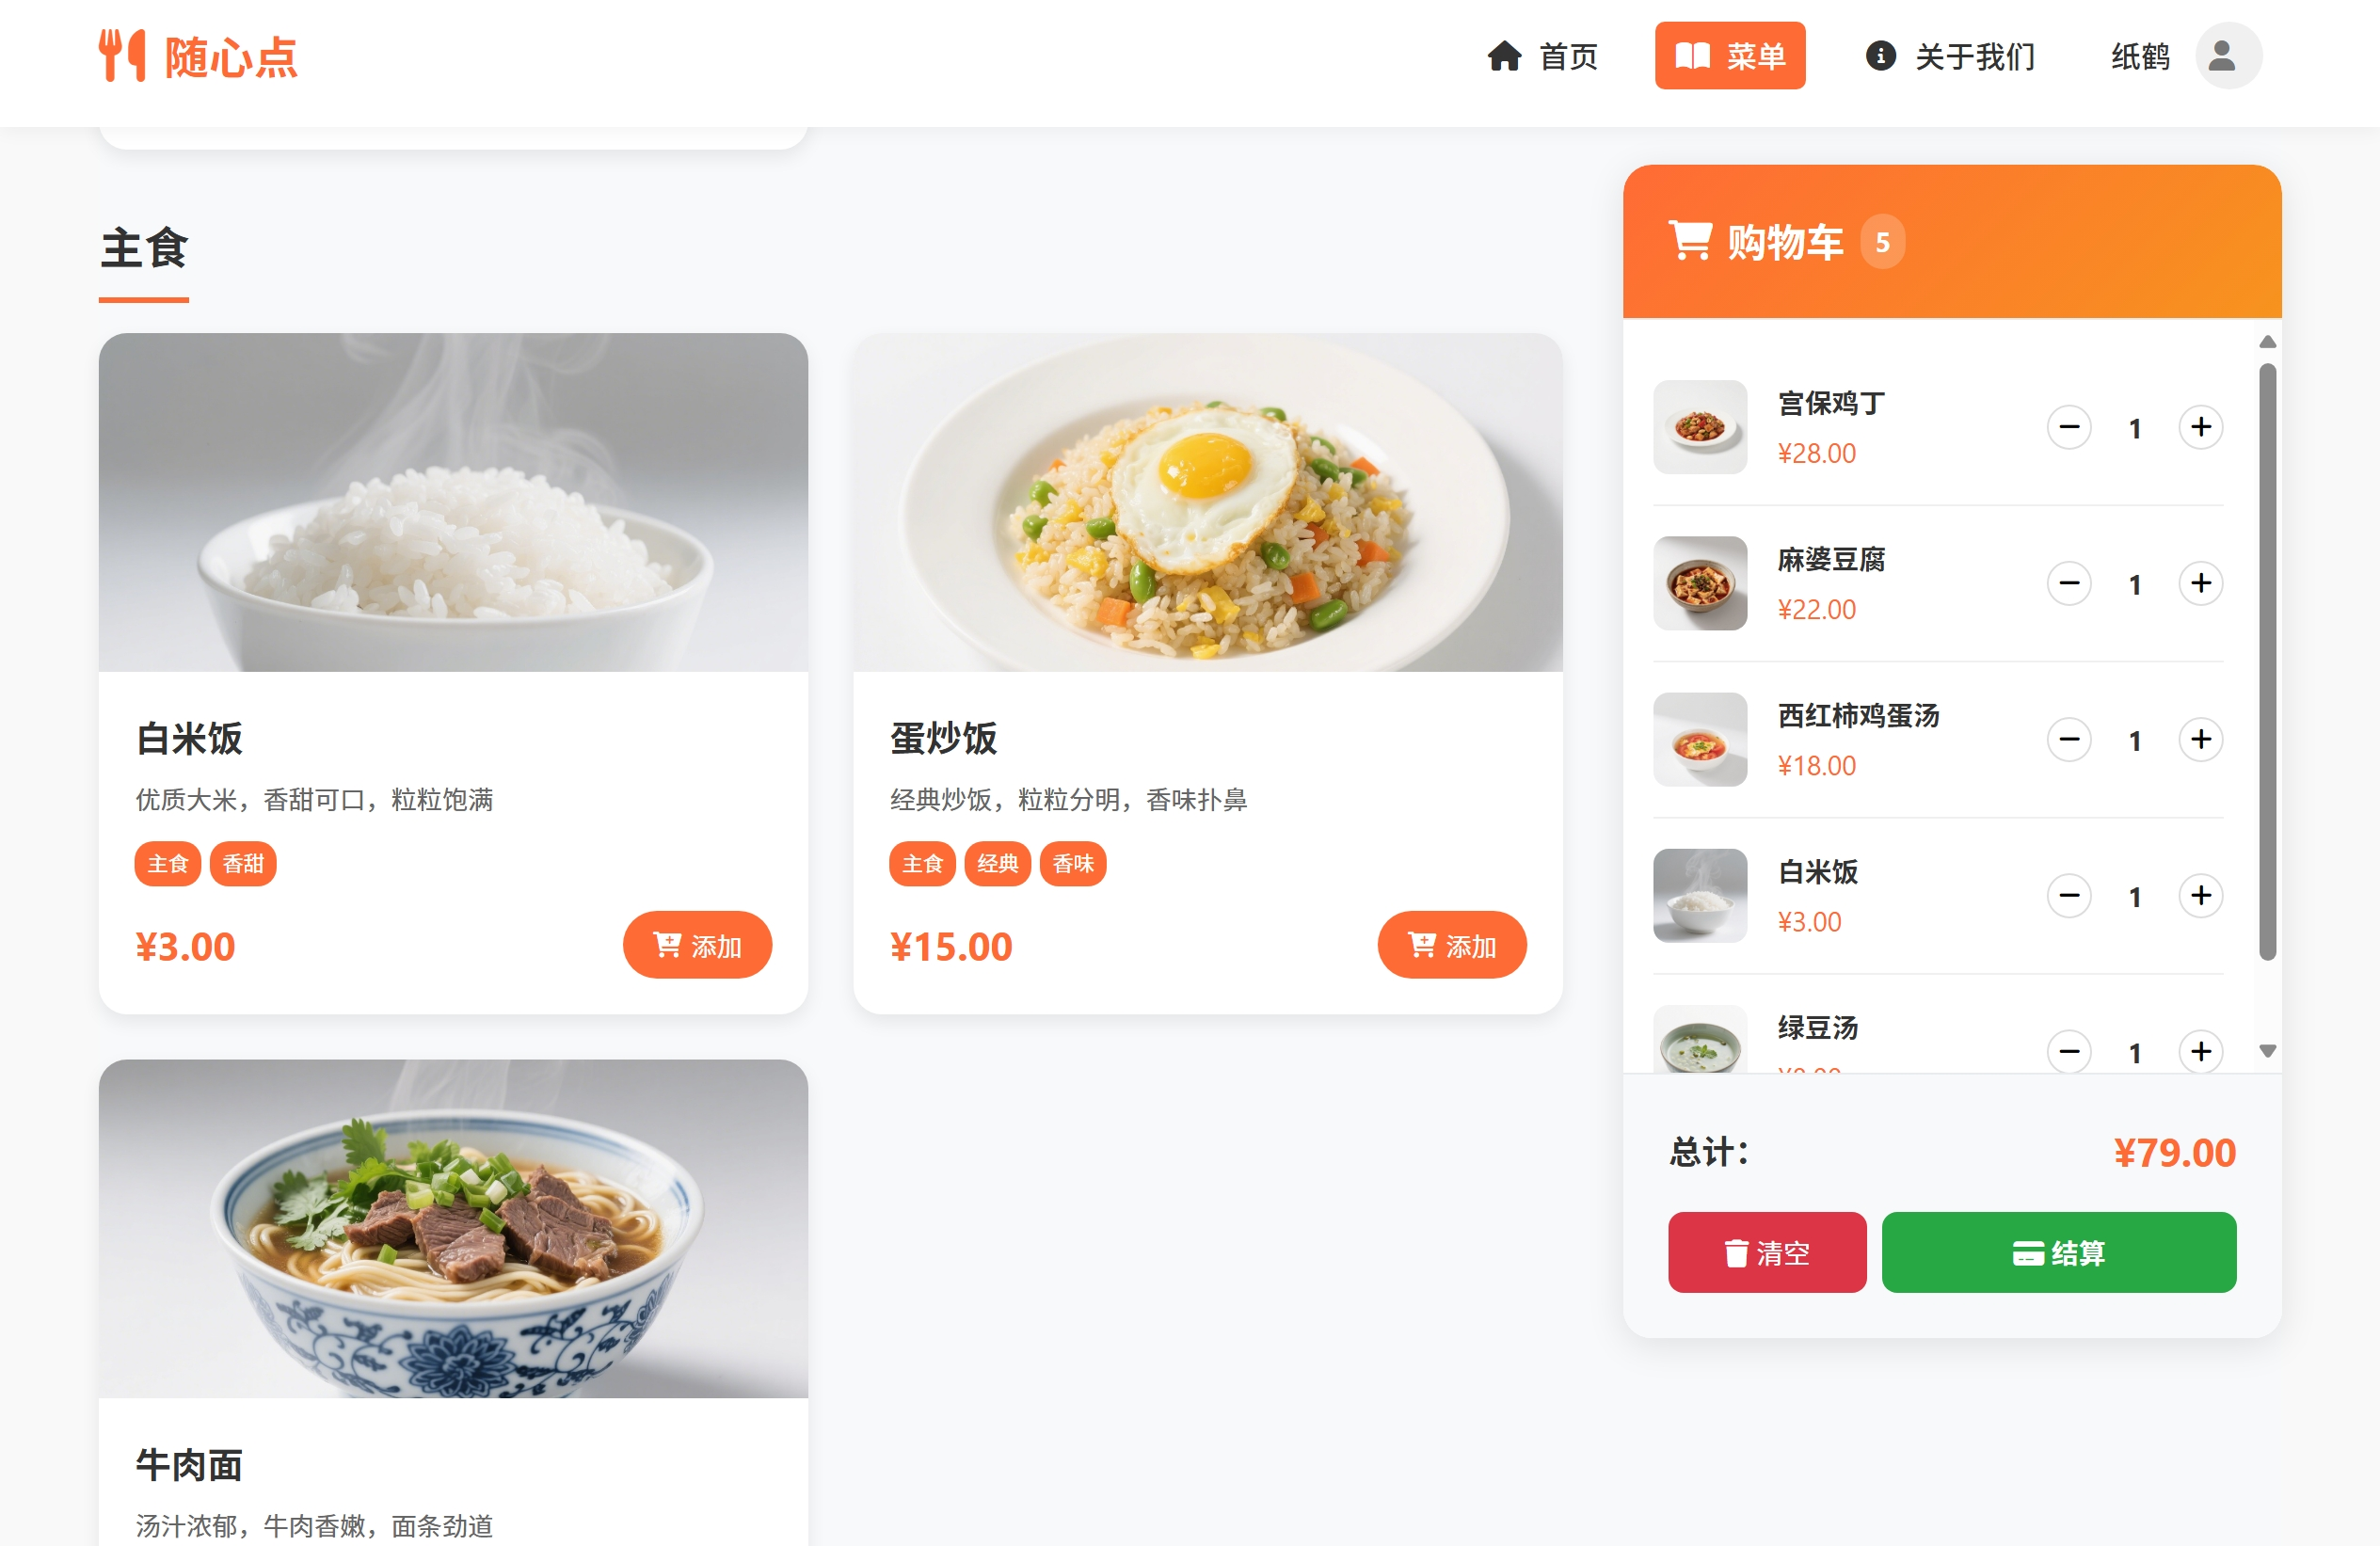 随心点
首页
菜单
关于我们
纸鹤
主食
白米饭
优质大米，香甜可口，粒粒饱满
主食 香甜
¥3.00
添加
蛋炒饭
经典炒饭，粒粒分明，香味扑鼻
主食 经典 香味
¥15.00
添加
牛肉面
汤汁浓郁，牛肉香嫩，面条劲道
购物车 5
宫保鸡丁
¥28.00
1
麻婆豆腐
¥22.00
1
西红柿鸡蛋汤
¥18.00
1
白米饭
¥3.00
1
绿豆汤
1
总计：
¥79.00
清空
结算